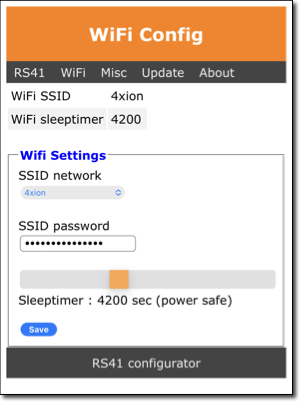 WiFi Config
RS41 WiFi Misc Update About
WiFi SSID 4xion
WiFi sleeptimer 4200
Wifi Settings
SSID network
4xion
SSID password
•••••••••••••••
Sleeptimer : 4200 sec (power safe)
Save
RS41 configurator